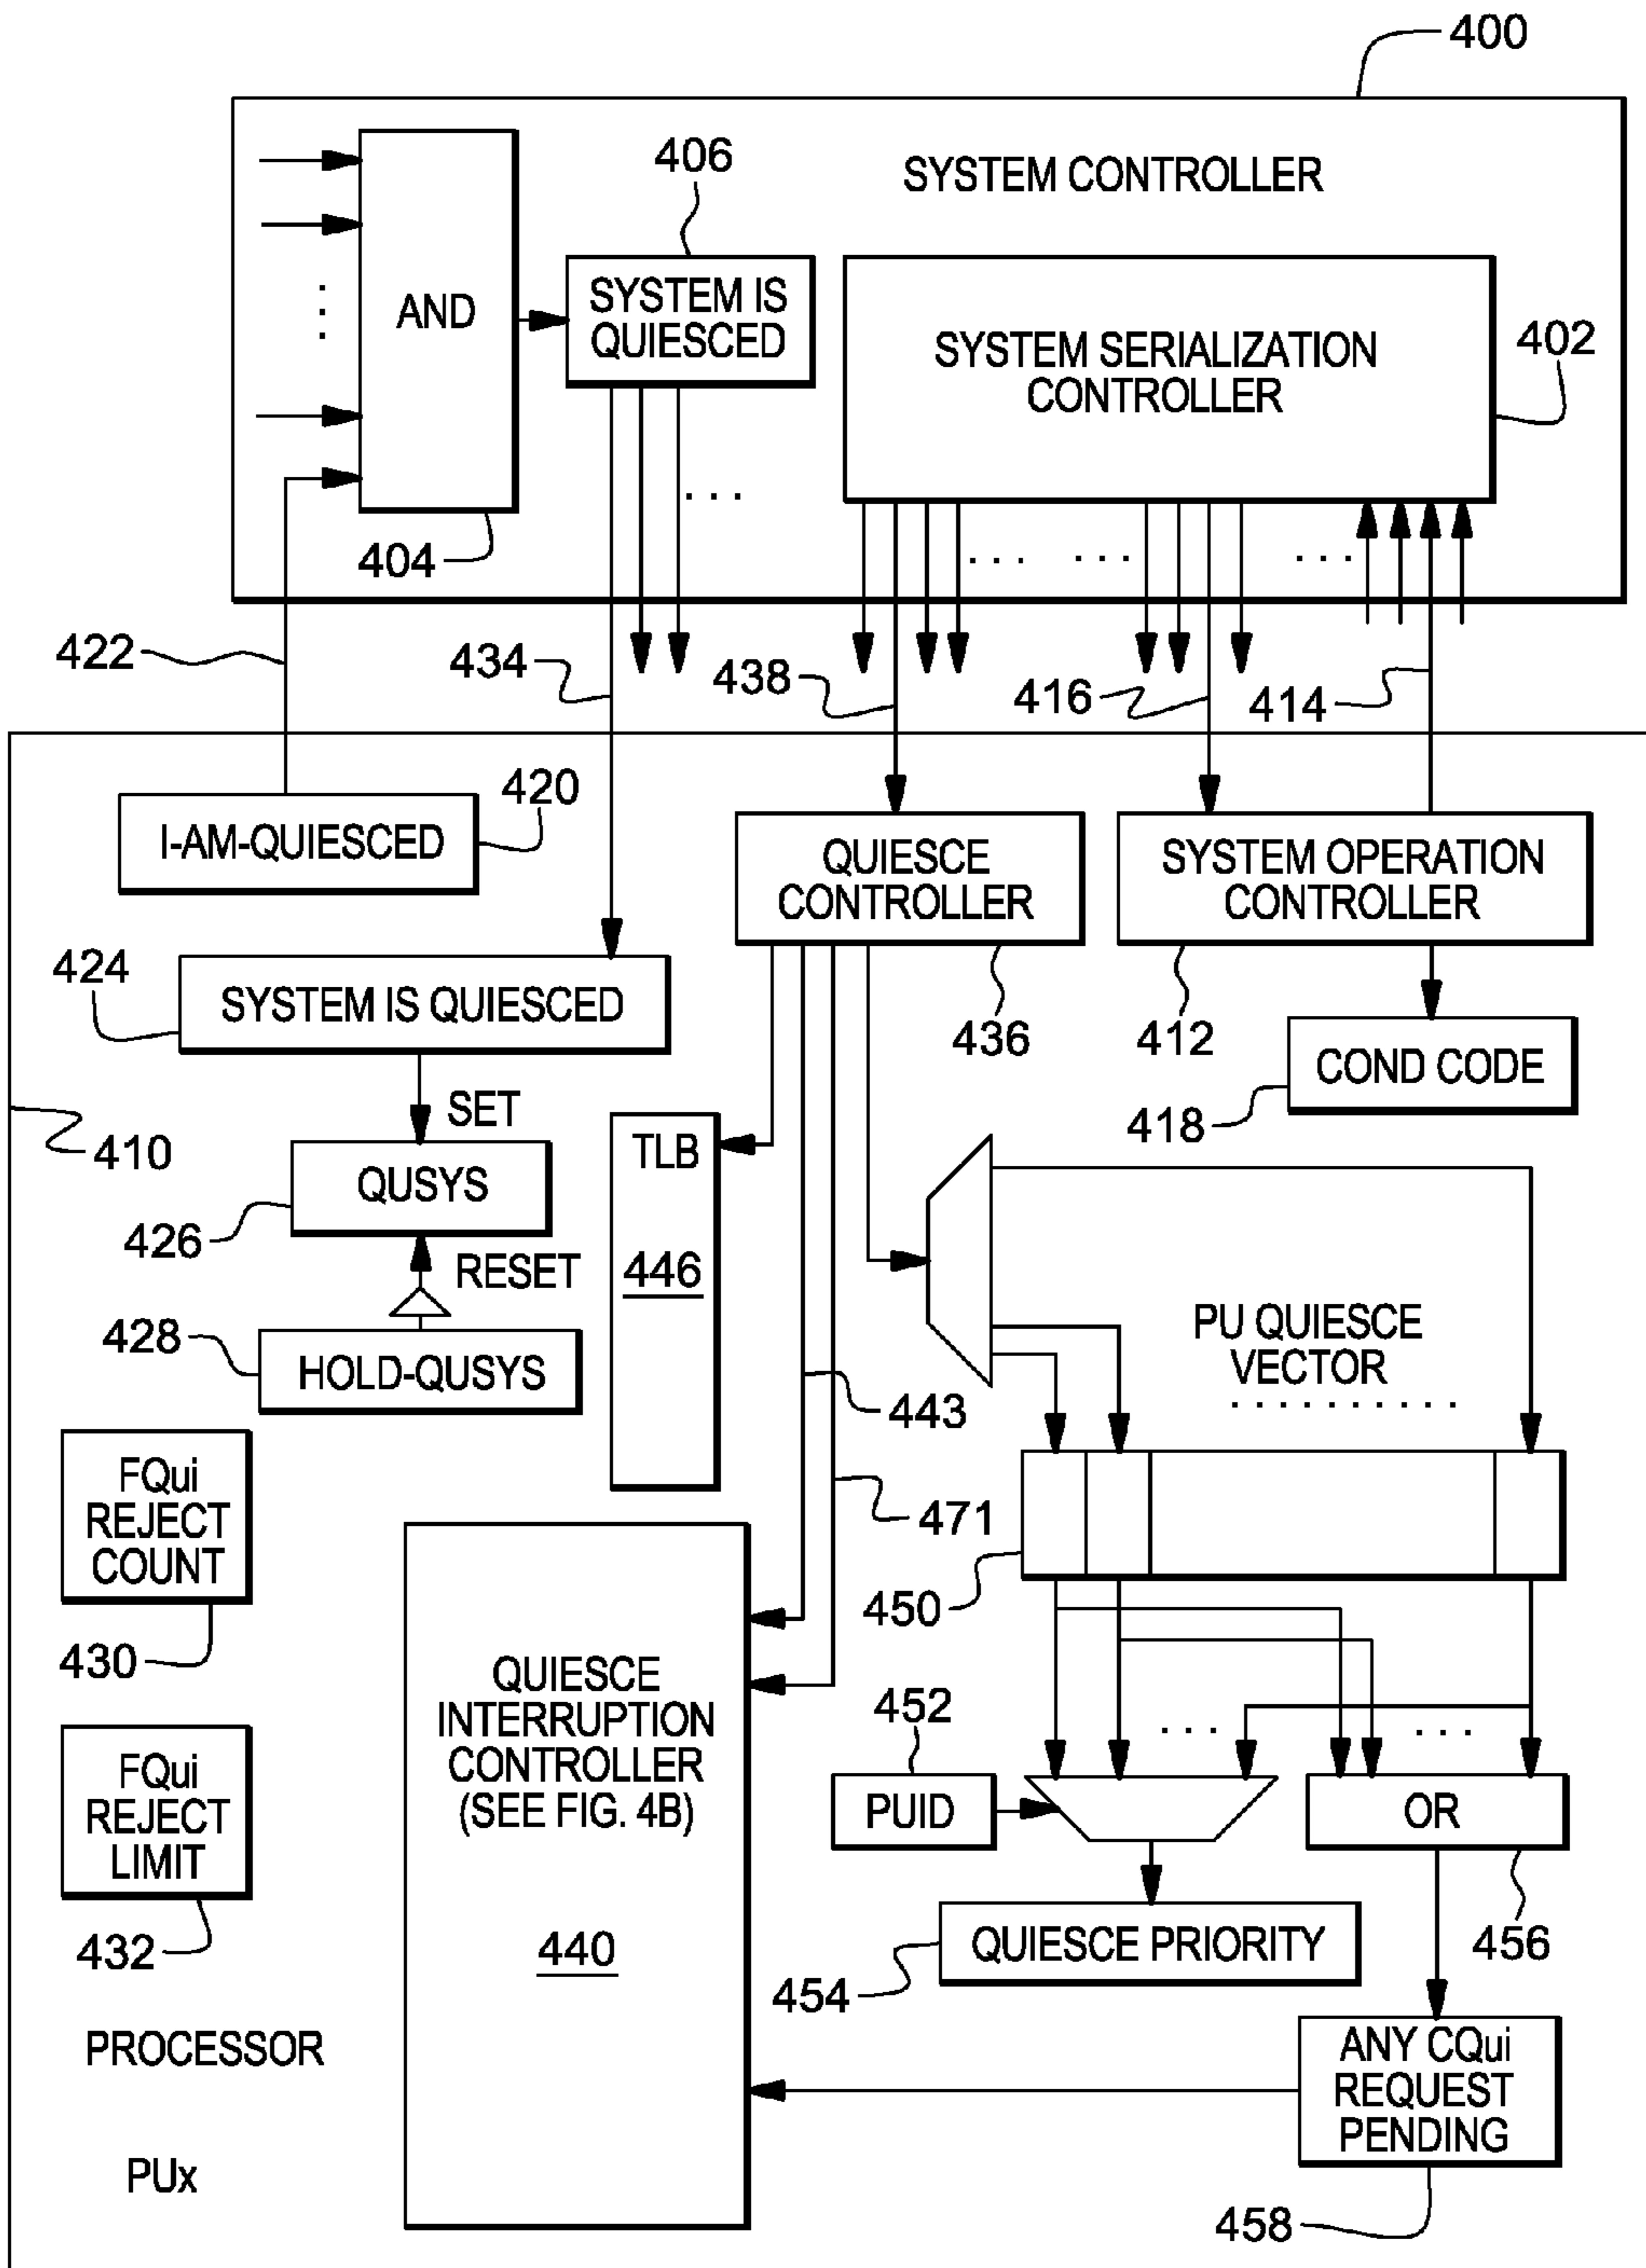 400
SYSTEM CONTROLLER
406
AND
SYSTEM IS
QUIESCED
SYSTEM SERIALIZATION
CONTROLLER
402
404
422
434
438
416
414
I-AM-QUIESCED
420
QUIESCE
CONTROLLER
SYSTEM OPERATION
CONTROLLER
424
SYSTEM IS QUIESCED
436
412
COND CODE
418
SET
410
QUSYS
426
TLB
446
RESET
428
HOLD-QUSYS
PU QUIESCE
VECTOR
443
FQui
REJECT
COUNT
430
471
450
QUIESCE
INTERRUPTION
CONTROLLER
(SEE FIG. 4B)
440
452
PUID
OR
FQui
REJECT
LIMIT
432
QUIESCE PRIORITY
454
456
PROCESSOR
ANY CQui
REQUEST
PENDING
PUx
458